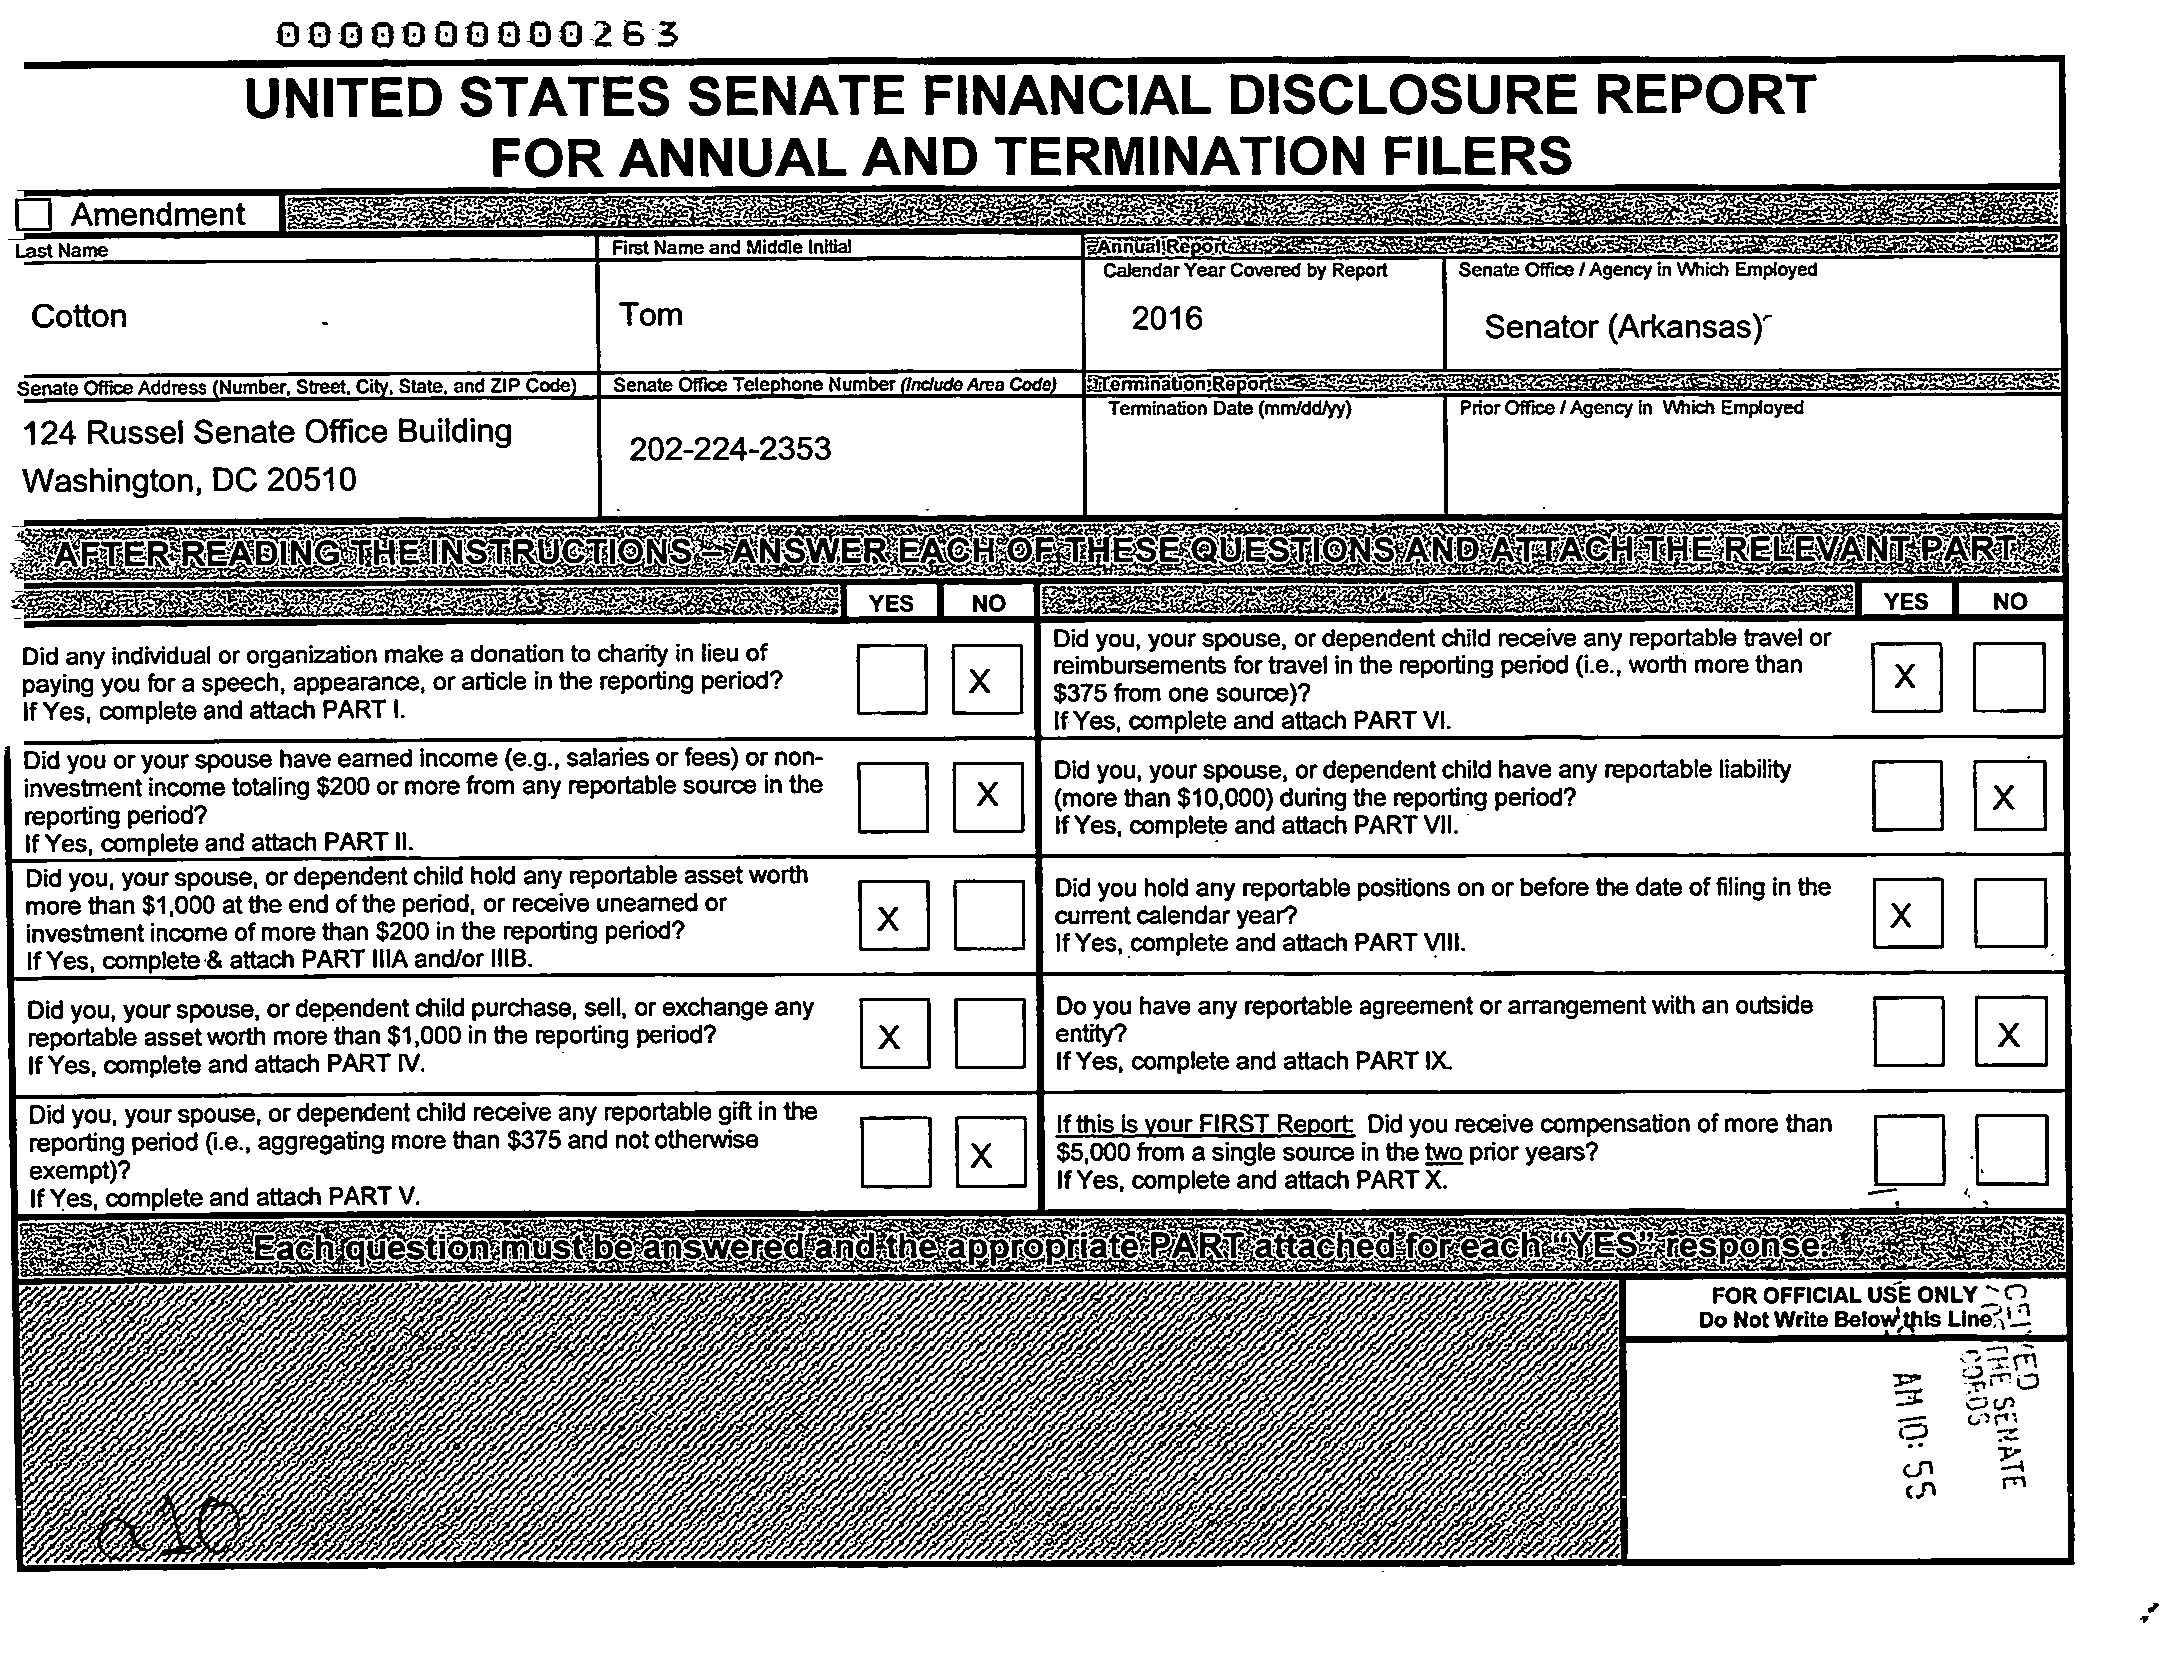 0000000000263
UNITED STATES SENATE FINANCIAL DISCLOSURE REPORT
FOR ANNUAL AND TERMINATION FILERS
Amendment
Last Name
First Name and Middle Initial
Annual Report
Calendar Year Covered by Report
Senate Office / Agency in Which Employed
Cotton
Tom
2016
Senator (Arkansas)
Senate Office Address (Number, Street, City, State, and ZIP Code)
Senate Office Telephone Number (Include Area Code)
Termination Report
Termination Date (mm/dd/yy)
Prior Office / Agency in Which Employed
124 Russel Senate Office Building
Washington, DC 20510
202-224-2353
AFTER READING THE INSTRUCTIONS – ANSWER EACH OF THESE QUESTIONS AND ATTACH THE RELEVANT PART
YES NO
YES NO
Did any individual or organization make a donation to charity in lieu of
paying you for a speech, appearance, or article in the reporting period?
If Yes, complete and attach PART I.
X
Did you, your spouse, or dependent child receive any reportable travel or
reimbursements for travel in the reporting period (i.e., worth more than
$375 from one source)?
If Yes, complete and attach PART VI.
X
Did you or your spouse have earned income (e.g., salaries or fees) or non-
investment income totaling $200 or more from any reportable source in the
reporting period?
If Yes, complete and attach PART II.
X
Did you, your spouse, or dependent child have any reportable liability
(more than $10,000) during the reporting period?
If Yes, complete and attach PART VII.
X
Did you, your spouse, or dependent child hold any reportable asset worth
more than $1,000 at the end of the period, or receive unearned or
investment income of more than $200 in the reporting period?
If Yes, complete & attach PART IIIA and/or IIIB.
X
Did you hold any reportable positions on or before the date of filing in the
current calendar year?
If Yes, complete and attach PART VIII.
X
Did you, your spouse, or dependent child purchase, sell, or exchange any
reportable asset worth more than $1,000 in the reporting period?
If Yes, complete and attach PART IV.
X
Do you have any reportable agreement or arrangement with an outside
entity?
If Yes, complete and attach PART IX.
X
Did you, your spouse, or dependent child receive any reportable gift in the
reporting period (i.e., aggregating more than $375 and not otherwise
exempt)?
If Yes, complete and attach PART V.
X
If this is your FIRST Report: Did you receive compensation of more than
$5,000 from a single source in the two prior years?
If Yes, complete and attach PART X.
Each question must be answered and the appropriate PART attached for each "YES" response.
FOR OFFICIAL USE ONLY
Do Not Write Below this Line
THE SENATE
AM 10: 55